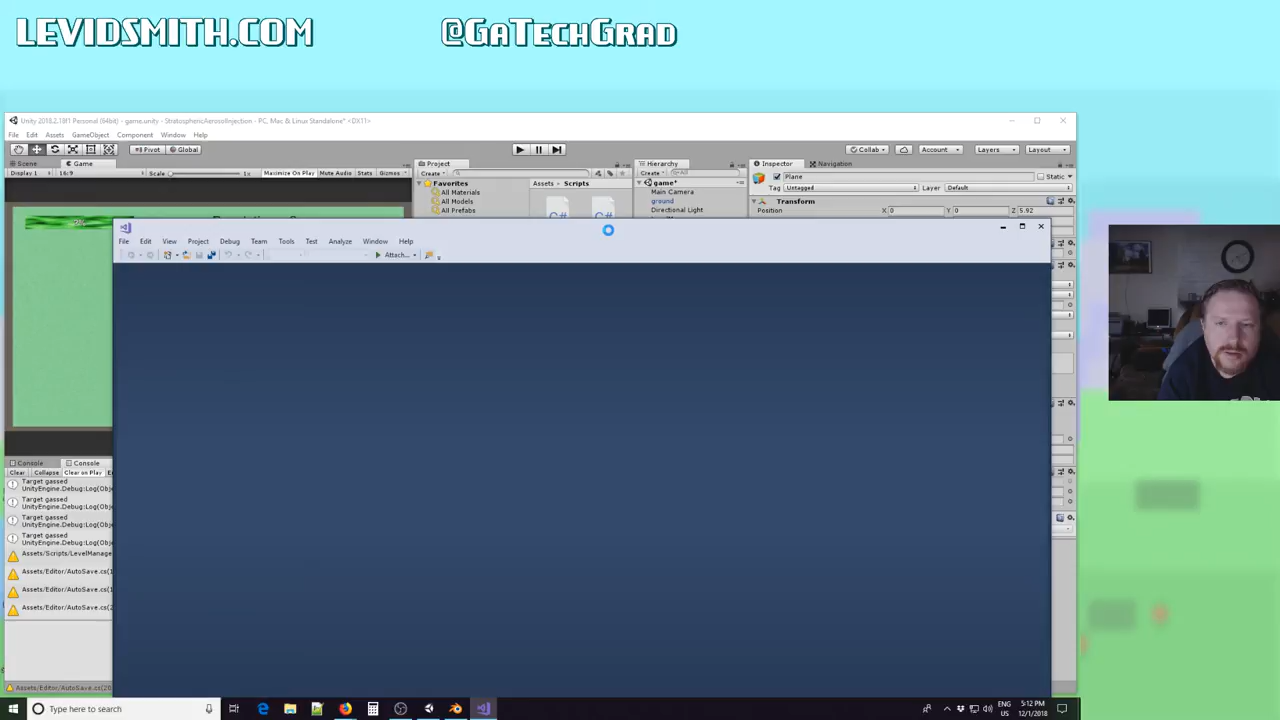 LEVIDSMITH.COM
@GATECHGRAD
Unity 2018.2.18f1 Personal (64bit) - game.unity - StratosphericAerosolInjection - PC, Mac & Linux Standalone* <DX11>
File Edit Assets GameObject Component Window Help
Pivot Global Collab Account Layers Layout
Scene Game Project Hierarchy Inspector Navigation
Display 1 16:9 Scale 1x Maximize On Play Mute Audio Stats Gizmos
Create All Create All
Favorites
All Materials
All Models
All Prefabs
Assets Scripts
C# C#
game*
Main Camera
ground
Directional Light
Plane Static
Tag Untagged Layer Default
Transform
Position X 0 Y 0 Z 5.92
File Edit View Project Debug Team Tools Test Analyze Window Help
Attach...
Console Console
Clear Collapse Clear on Play
Target gassed
UnityEngine.Debug:Log(Obj
Target gassed
UnityEngine.Debug:Log(Obj
Target gassed
UnityEngine.Debug:Log(Obj
Target gassed
UnityEngine.Debug:Log(Obj
Assets/Scripts/LevelManage
Assets/Editor/AutoSave.cs(1
Assets/Editor/AutoSave.cs(1
Assets/Editor/AutoSave.cs(2
Assets/Editor/AutoSave.cs(20
Type here to search
ENG
US
5:12 PM
12/1/2018